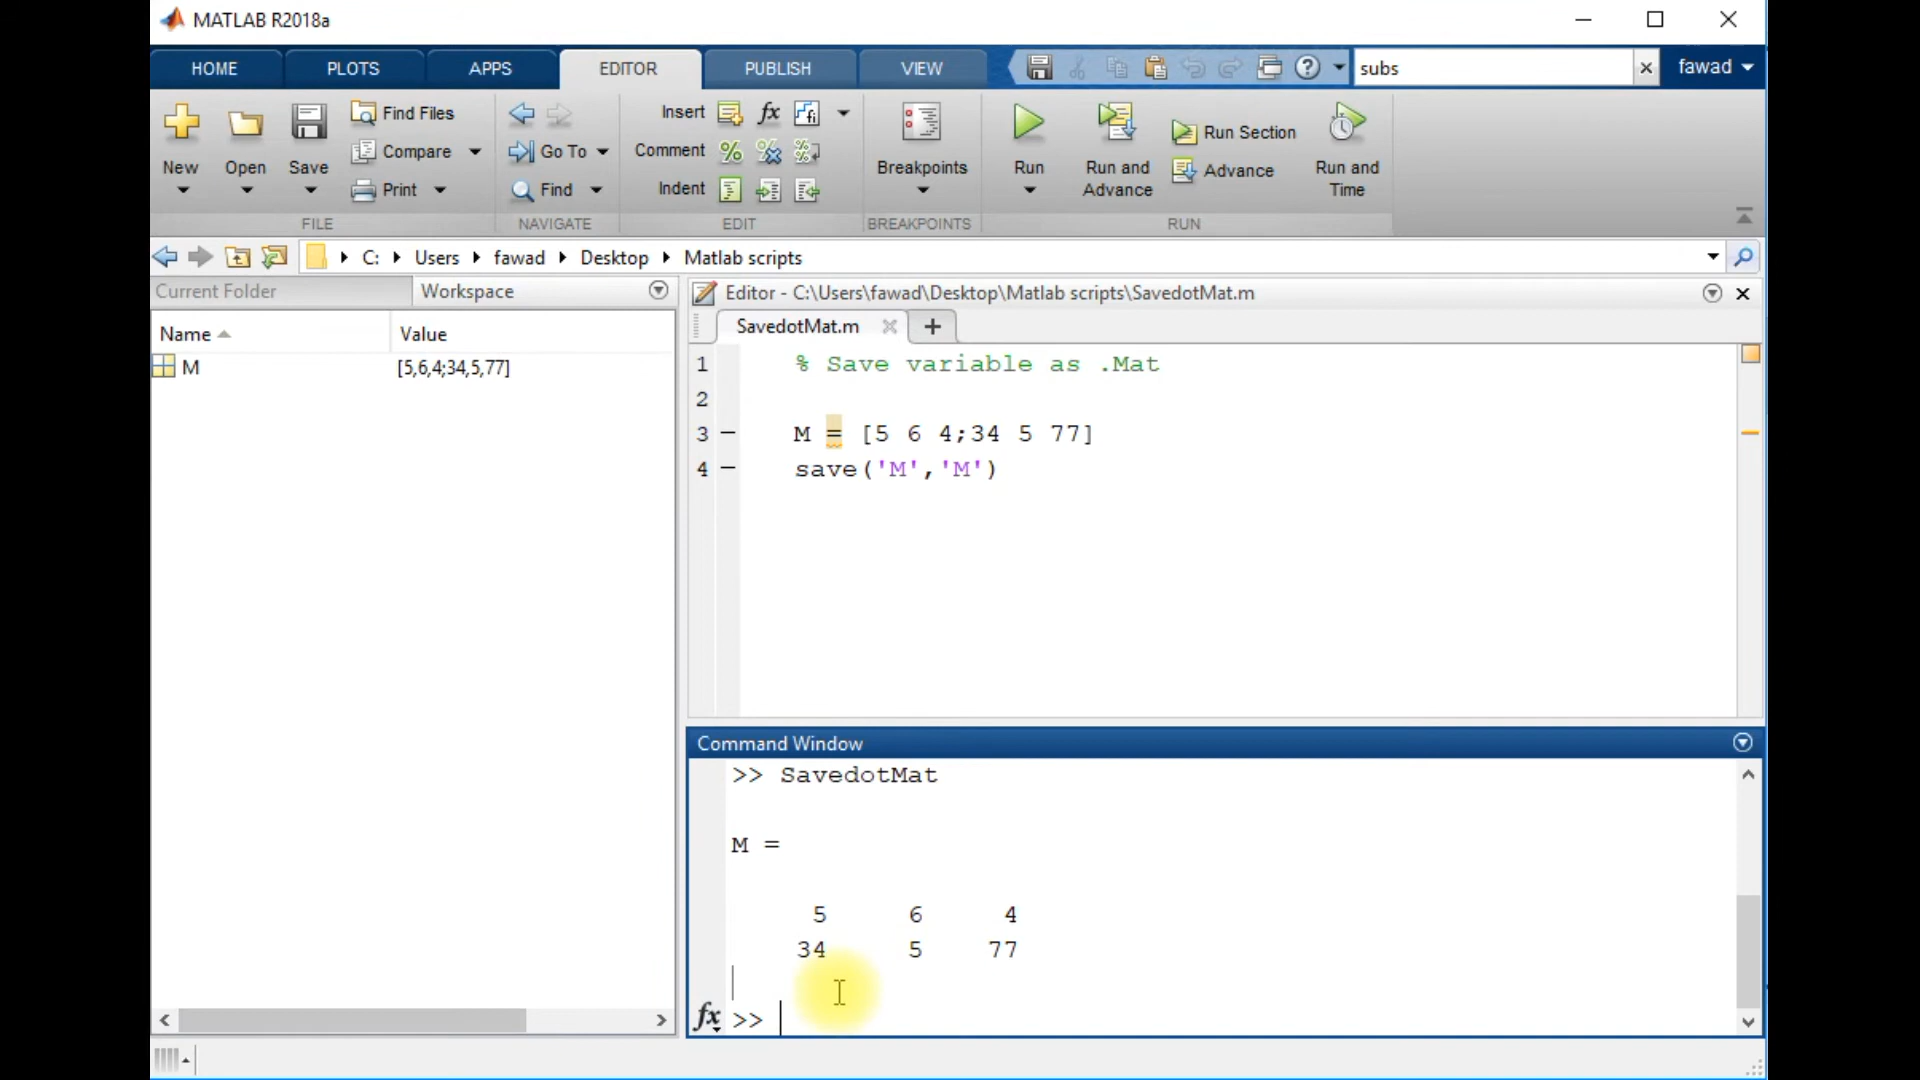 MATLAB R2018a
HOME PLOTS APPS EDITOR PUBLISH VIEW subs fawad
New Open Save Find Files Compare Print
Go To Find
Insert fx Comment Indent
Breakpoints
Run Run and Advance Run Section Advance Run and Time
FILE NAVIGATE EDIT BREAKPOINTS RUN
C: Users fawad Desktop Matlab scripts
Current Folder Workspace
Name Value
M [5,6,4;34,5,77]
Editor - C:\Users\fawad\Desktop\Matlab scripts\SavedotMat.m
SavedotMat.m
1 % Save variable as .Mat
2
3 M = [5 6 4;34 5 77]
4 save('M','M')
Command Window
>> SavedotMat
M =
5 6 4
34 5 77
fx >>